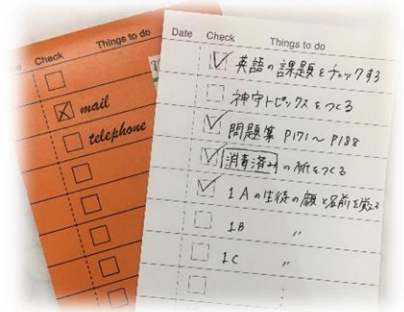 Check
Things to do
mail
telephone
Date Check Things to do
英語の課題をチェックする
神守トピックスをつくる
問題集 P171〜P188
消毒済みの紙をつくる
1Aの生徒の顔と名前を覚える
1B 〃
1C 〃